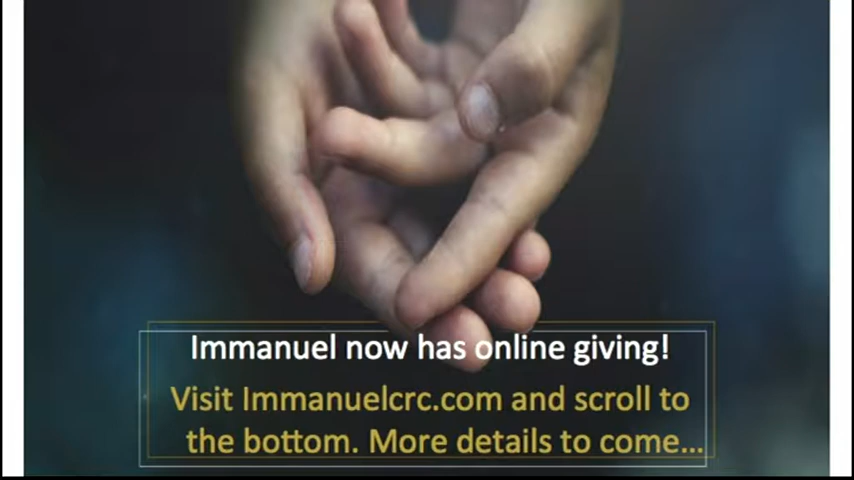 Immanuel now has online giving!
Visit Immanuelcrc.com and scroll to
the bottom. More details to come...